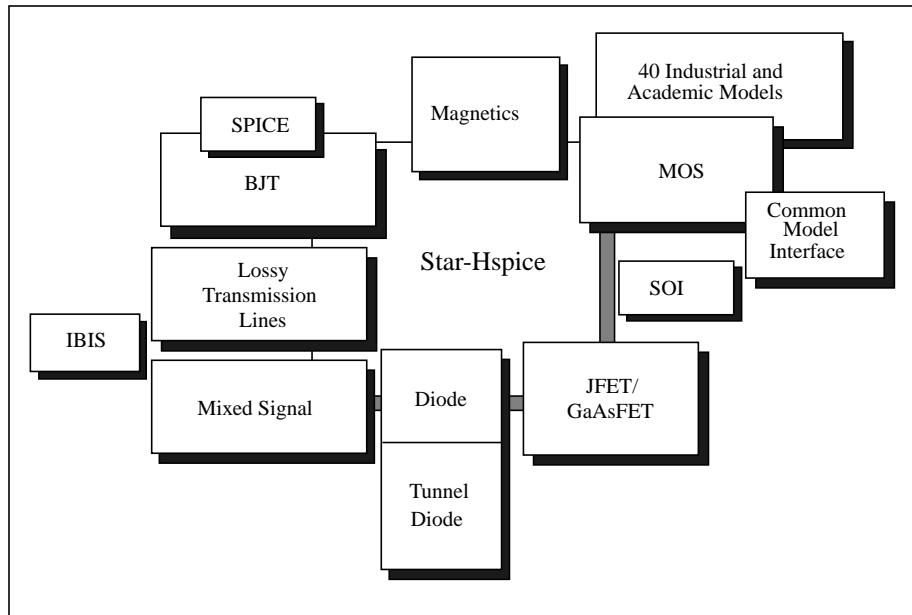 40 Industrial and
Academic Models
Magnetics
SPICE
BJT
MOS
Common
Model
Interface
Star-Hspice
Lossy
Transmission
Lines
SOI
IBIS
Mixed Signal
Diode
JFET/
GaAsFET
Tunnel
Diode